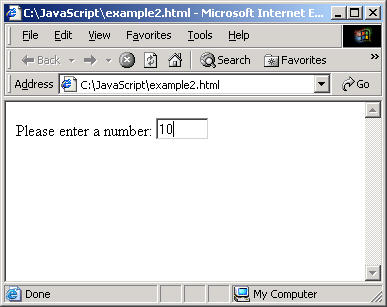 C:\JavaScript\example2.html - Microsoft Internet E...
File Edit View Favorites Tools Help
Back Search Favorites »
Address C:\JavaScript\example2.html Go
Please enter a number: 10
Done My Computer